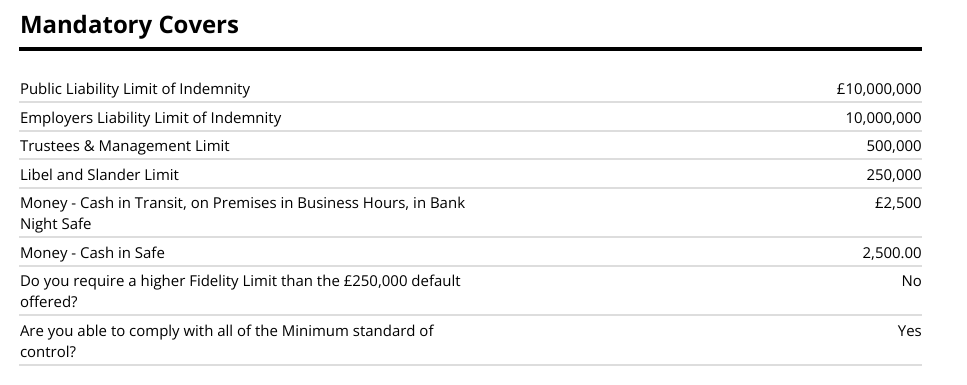 Mandatory Covers
Public Liability Limit of Indemnity £10,000,000
Employers Liability Limit of Indemnity 10,000,000
Trustees & Management Limit 500,000
Libel and Slander Limit 250,000
Money - Cash in Transit, on Premises in Business Hours, in Bank £2,500
Night Safe
Money - Cash in Safe 2,500.00
Do you require a higher Fidelity Limit than the £250,000 default No
offered?
Are you able to comply with all of the Minimum standard of Yes
control?